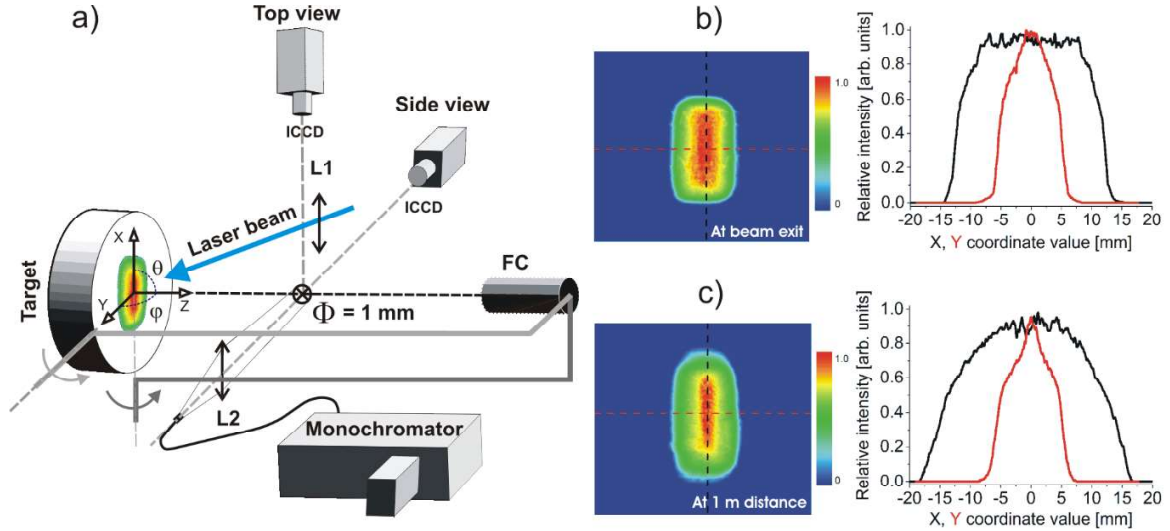 a)
Top view
ICCD
Side view
ICCD
L1
Laser beam
Target
X
θ
Y
φ
Z
Φ = 1 mm
FC
L2
Monochromator
b)
1.0
0
At beam exit
Relative intensity [arb. units]
1.0
0.8
0.6
0.4
0.2
0
-20 -15 -10 -5 0 5 10 15 20
X, Y coordinate value [mm]
c)
1.0
0
At 1 m distance
Relative intensity [arb. units]
1.0
0.8
0.6
0.4
0.2
0
-20 -15 -10 -5 0 5 10 15 20
X, Y coordinate value [mm]